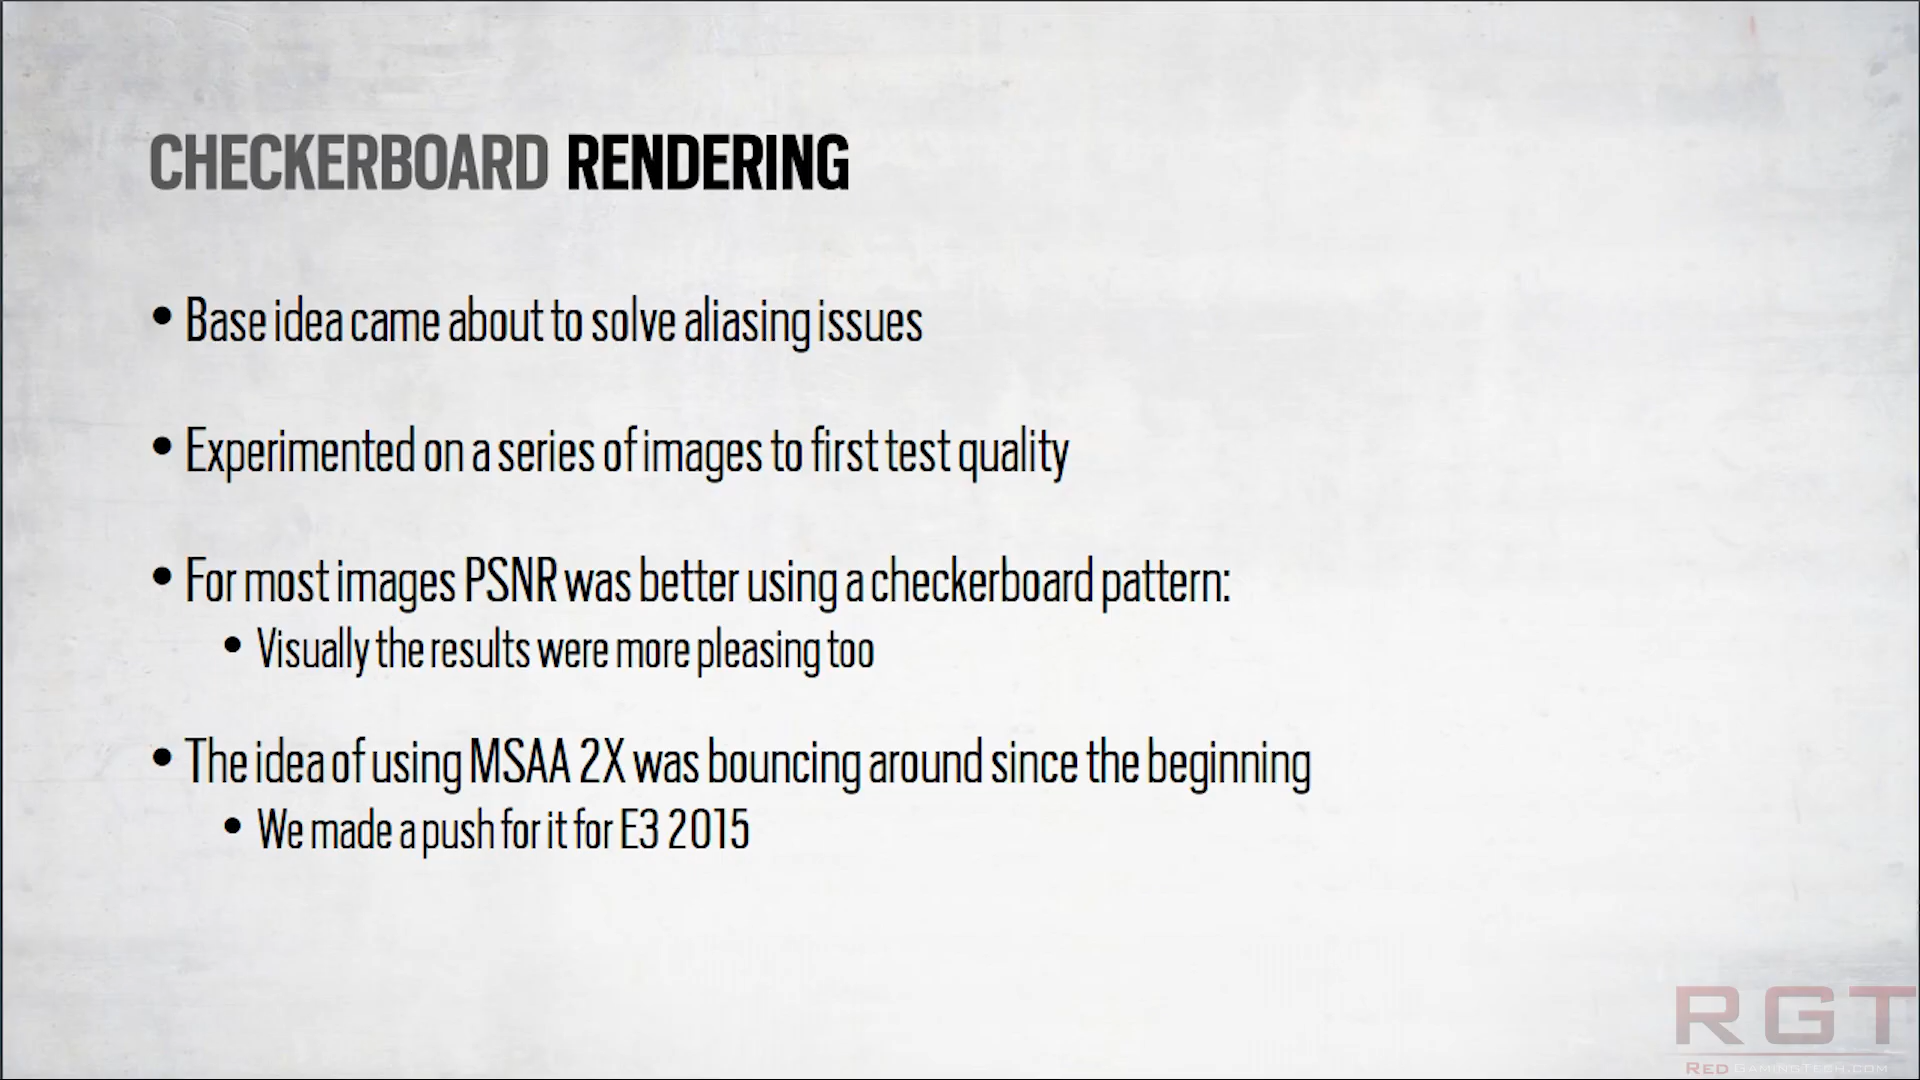 CHECKERBOARD RENDERING
• Base idea came about to solve aliasing issues
• Experimented on a series of images to first test quality
• For most images PSNR was better using a checkerboard pattern:
• Visually the results were more pleasing too
• The idea of using MSAA 2X was bouncing around since the beginning
• We made a push for it for E3 2015
RGT
RED GAMINGTECH.COM